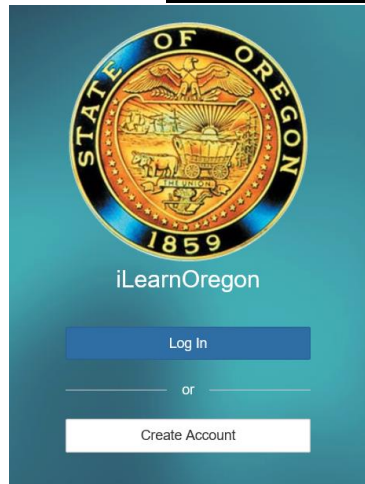 STATE OF OREGON
THE UNION
1859
iLearnOregon
Log In
or
Create Account